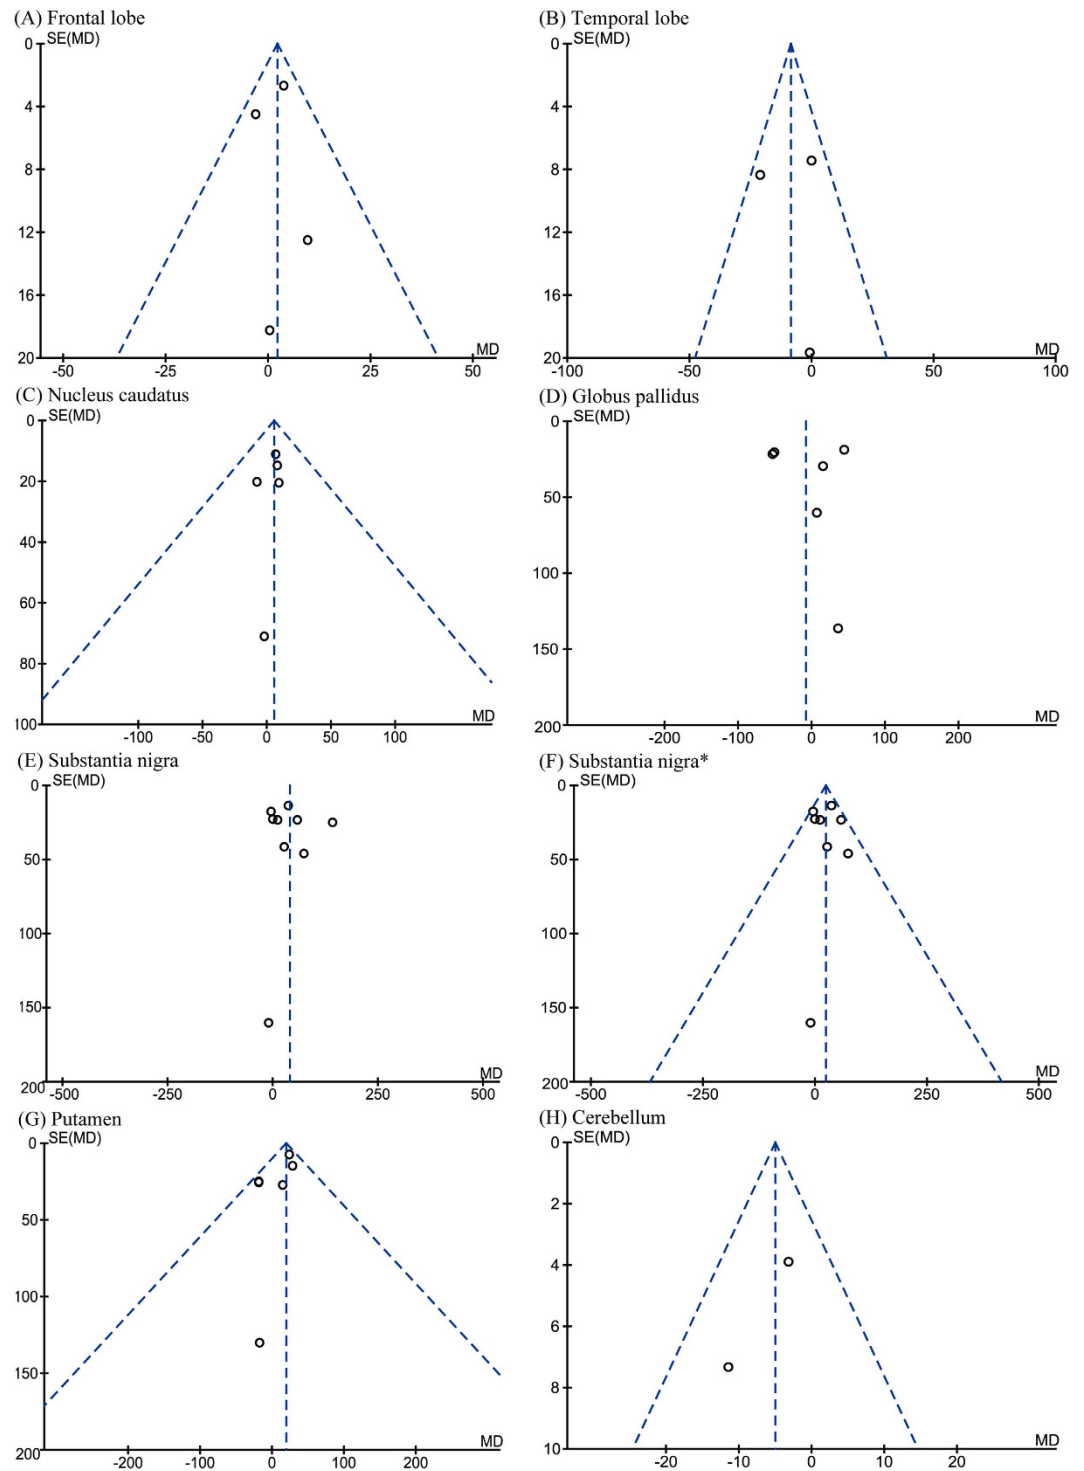 (A) Frontal lobe
SE(MD)
0
4
8
12
16
20
-50 -25 0 25 50
MD
(B) Temporal lobe
SE(MD)
0
4
8
12
16
20
-100 -50 0 50 100
MD
(C) Nucleus caudatus
SE(MD)
0
20
40
60
80
100
-100 -50 0 50 100
MD
(D) Globus pallidus
SE(MD)
0
50
100
150
200
-200 -100 0 100 200
MD
(E) Substantia nigra
SE(MD)
0
50
100
150
200
-500 -250 0 250 500
MD
(F) Substantia nigra*
SE(MD)
0
50
100
150
200
-500 -250 0 250 500
MD
(G) Putamen
SE(MD)
0
50
100
150
200
-200 -100 0 100 200
MD
(H) Cerebellum
SE(MD)
0
2
4
6
8
10
-20 -10 0 10 20
MD